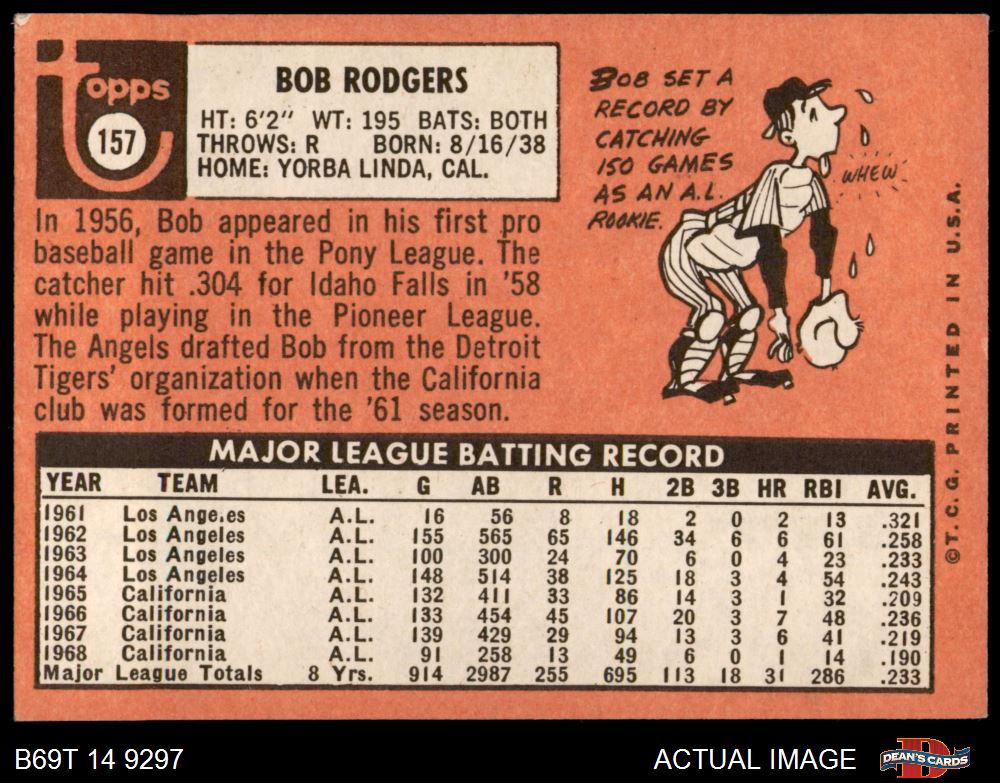 Topps
157
BOB RODGERS
HT: 6'2" WT: 195 BATS: BOTH
THROWS: R BORN: 8/16/38
HOME: YORBA LINDA, CAL.
In 1956, Bob appeared in his first pro
baseball game in the Pony League. The
catcher hit .304 for Idaho Falls in '58
while playing in the Pioneer League.
The Angels drafted Bob from the Detroit
Tigers' organization when the California
club was formed for the '61 season.
BOB SET A
RECORD BY
CATCHING
150 GAMES
AS AN A.L.
ROOKIE.
WHEW
©T.C.G. PRINTED IN U.S.A.
MAJOR LEAGUE BATTING RECORD
YEAR TEAM LEA. G AB R H 2B 3B HR RBI AVG.
1961 Los Ange.es A.L. 16 56 8 18 2 0 2 13 .321
1962 Los Angeles A.L. 155 565 65 146 34 6 6 61 .258
1963 Los Angeles A.L. 100 300 24 70 6 0 4 23 .233
1964 Los Angeles A.L. 148 514 38 125 18 3 4 54 .243
1965 California A.L. 132 411 33 86 14 3 1 32 .209
1966 California A.L. 133 454 45 107 20 3 7 48 .236
1967 California A.L. 139 429 29 94 13 3 6 41 .219
1968 California A.L. 91 258 13 49 6 0 1 14 .190
Major League Totals 8 Yrs. 914 2987 255 695 113 18 31 286 .233
B69T 14 9297
ACTUAL IMAGE
D
DEAN'S CARDS